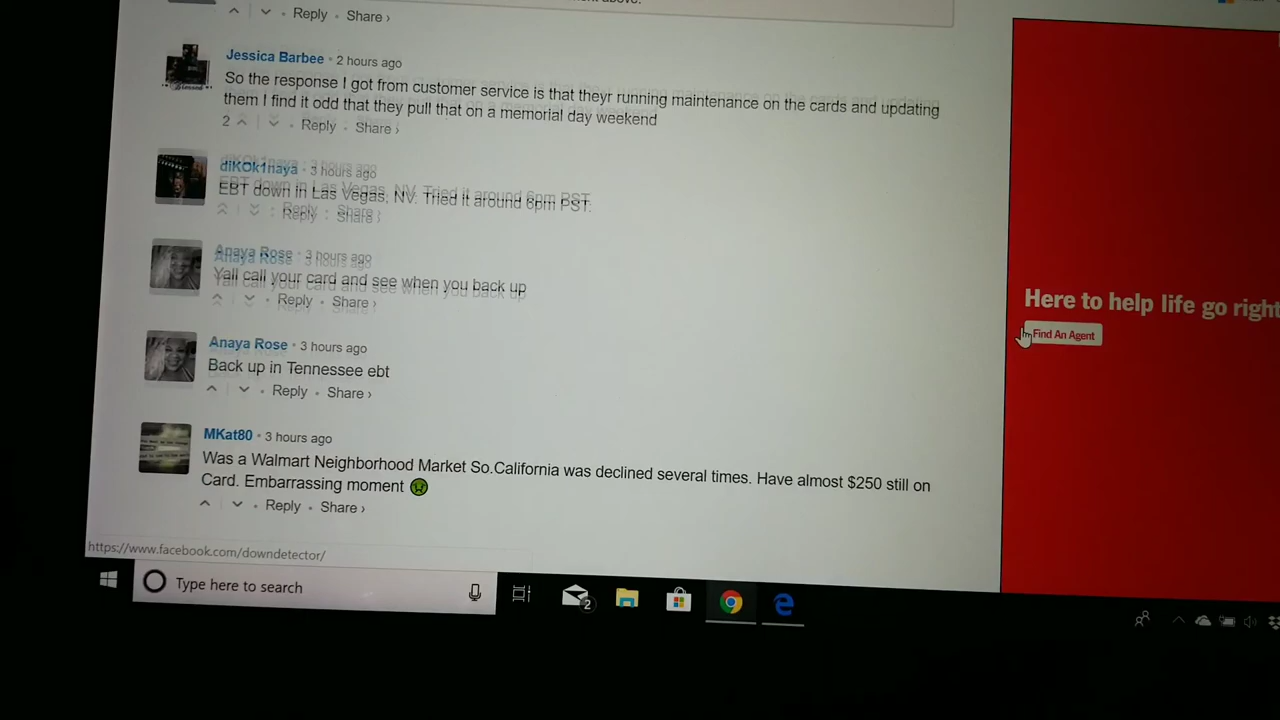 Reply • Share ›
Jessica Barbee • 2 hours ago
So the response I got from customer service is that theyr running maintenance on the cards and updating
them I find it odd that they pull that on a memorial day weekend
2 • Reply • Share ›
diKOk1naya • 3 hours ago
EBT down in Las Vegas, NV. Tried it around 6pm PST.
Reply • Share ›
Anaya Rose • 3 hours ago
Yall call your card and see when you back up
Reply • Share ›
Anaya Rose • 3 hours ago
Back up in Tennessee ebt
Reply • Share ›
MKat80 • 3 hours ago
Was a Walmart Neighborhood Market So.California was declined several times. Have almost $250 still on
Card. Embarrassing moment
Reply • Share ›
Here to help life go right
Find An Agent
https://www.facebook.com/downdetector/
Type here to search
2